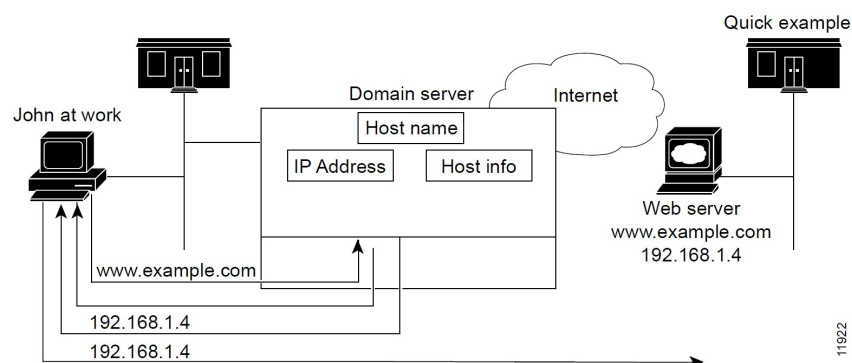 Quick example
Domain server
Internet
John at work
Host name
IP Address
Host info
Web server
www.example.com
192.168.1.4
www.example.com
192.168.1.4
192.168.1.4
11922